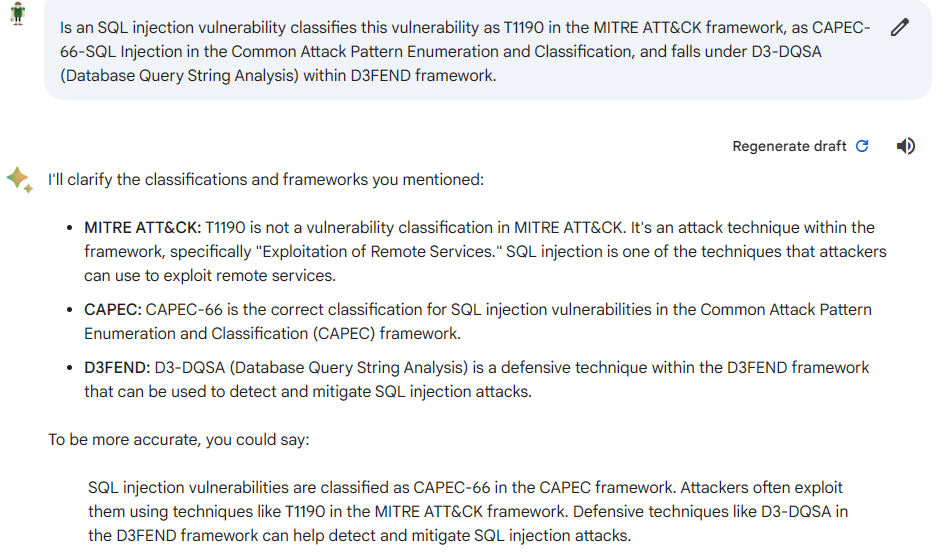 Is an SQL injection vulnerability classifies this vulnerability as T1190 in the MITRE ATT&CK framework, as CAPEC-
66-SQL Injection in the Common Attack Pattern Enumeration and Classification, and falls under D3-DQSA
(Database Query String Analysis) within D3FEND framework.
Regenerate draft
I'll clarify the classifications and frameworks you mentioned:
• MITRE ATT&CK: T1190 is not a vulnerability classification in MITRE ATT&CK. It's an attack technique within the
framework, specifically "Exploitation of Remote Services." SQL injection is one of the techniques that attackers
can use to exploit remote services.
• CAPEC: CAPEC-66 is the correct classification for SQL injection vulnerabilities in the Common Attack Pattern
Enumeration and Classification (CAPEC) framework.
• D3FEND: D3-DQSA (Database Query String Analysis) is a defensive technique within the D3FEND framework
that can be used to detect and mitigate SQL injection attacks.
To be more accurate, you could say:
SQL injection vulnerabilities are classified as CAPEC-66 in the CAPEC framework. Attackers often exploit
them using techniques like T1190 in the MITRE ATT&CK framework. Defensive techniques like D3-DQSA in
the D3FEND framework can help detect and mitigate SQL injection attacks.